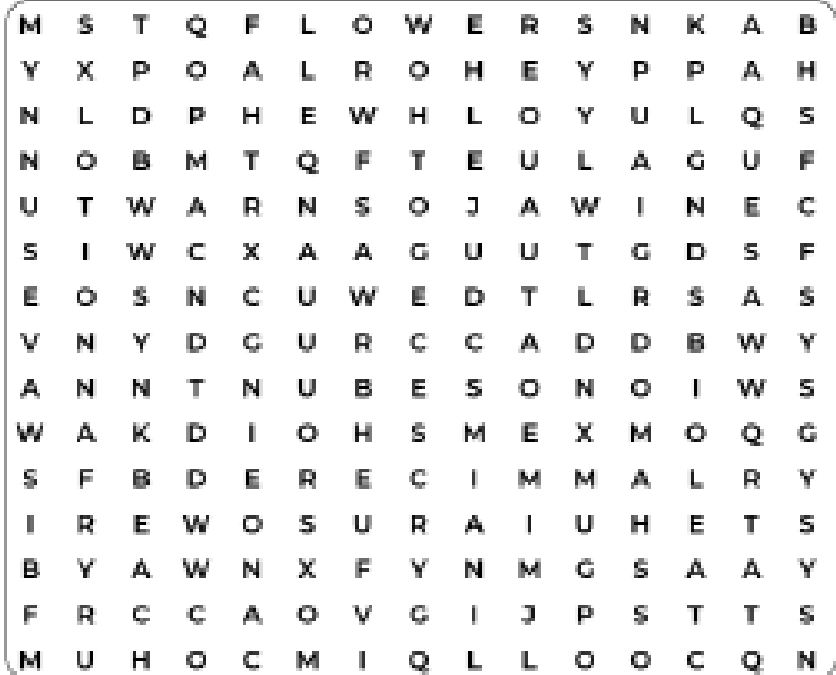 M S T Q F L O W E R S N K A B
Y X P O A L R O H E Y P P A H
N L D P H E W H L O Y U L Q S
N O B M T Q F T E U L A G U F
U T W A R N S O J A W I N E C
S I W C X A A G U U T G D S F
E O S N C U W E D T L R S A S
V N Y D G U R C C A D D B W Y
A N N T N U B E S O N O I W S
W A K D I O H S M E X M O Q G
S F B D E R E C I M M A L R Y
I R E W O S U R A I U H E T S
B Y A W N X F Y N M G S A A Y
F R C C A O V G I J P S T T S
M U H O C M I Q L L O O C Q N